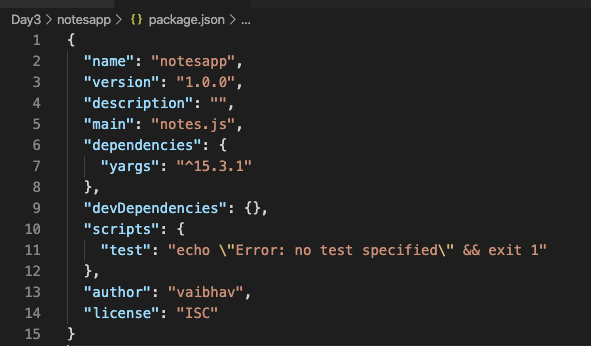 Day3 > notesapp > {} package.json > ...
1 {
2 "name": "notesapp",
3 "version": "1.0.0",
4 "description": "",
5 "main": "notes.js",
6 "dependencies": {
7 "yargs": "^15.3.1"
8 },
9 "devDependencies": {},
10 "scripts": {
11 "test": "echo \"Error: no test specified\" && exit 1"
12 },
13 "author": "vaibhav",
14 "license": "ISC"
15 }